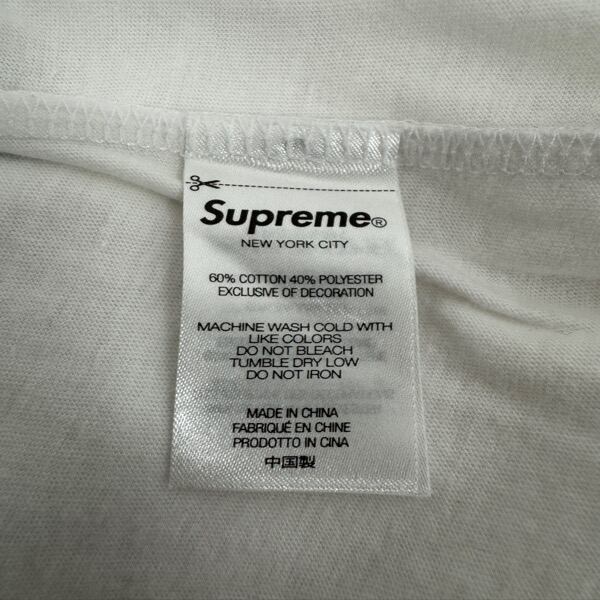 Supreme®
NEW YORK CITY
60% COTTON 40% POLYESTER
EXCLUSIVE OF DECORATION
MACHINE WASH COLD WITH
LIKE COLORS
DO NOT BLEACH
TUMBLE DRY LOW
DO NOT IRON
MADE IN CHINA
FABRIQUÉ EN CHINE
PRODOTTO IN CINA
中国製